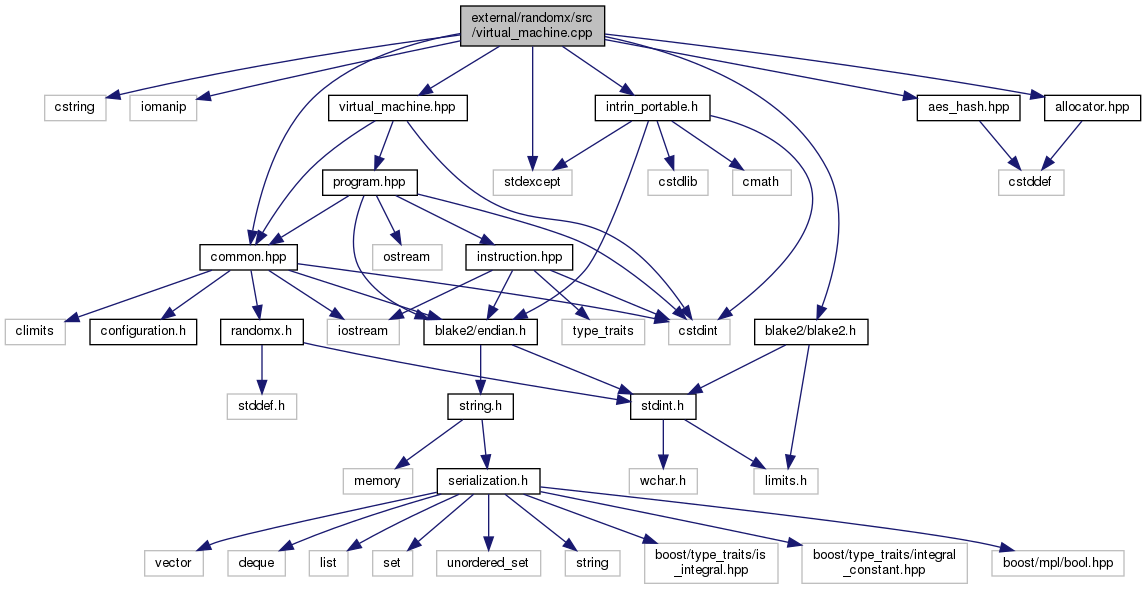 external/randomx/src
/virtual_machine.cpp
cstring
iomanip
virtual_machine.hpp
intrin_portable.h
aes_hash.hpp
allocator.hpp
program.hpp
stdexcept
cstdlib
cmath
cstddef
common.hpp
ostream
instruction.hpp
climits
configuration.h
randomx.h
iostream
blake2/endian.h
type_traits
cstdint
blake2/blake2.h
stddef.h
string.h
stdint.h
memory
serialization.h
wchar.h
limits.h
vector
deque
list
set
unordered_set
string
boost/type_traits/is
_integral.hpp
boost/type_traits/integral
_constant.hpp
boost/mpl/bool.hpp